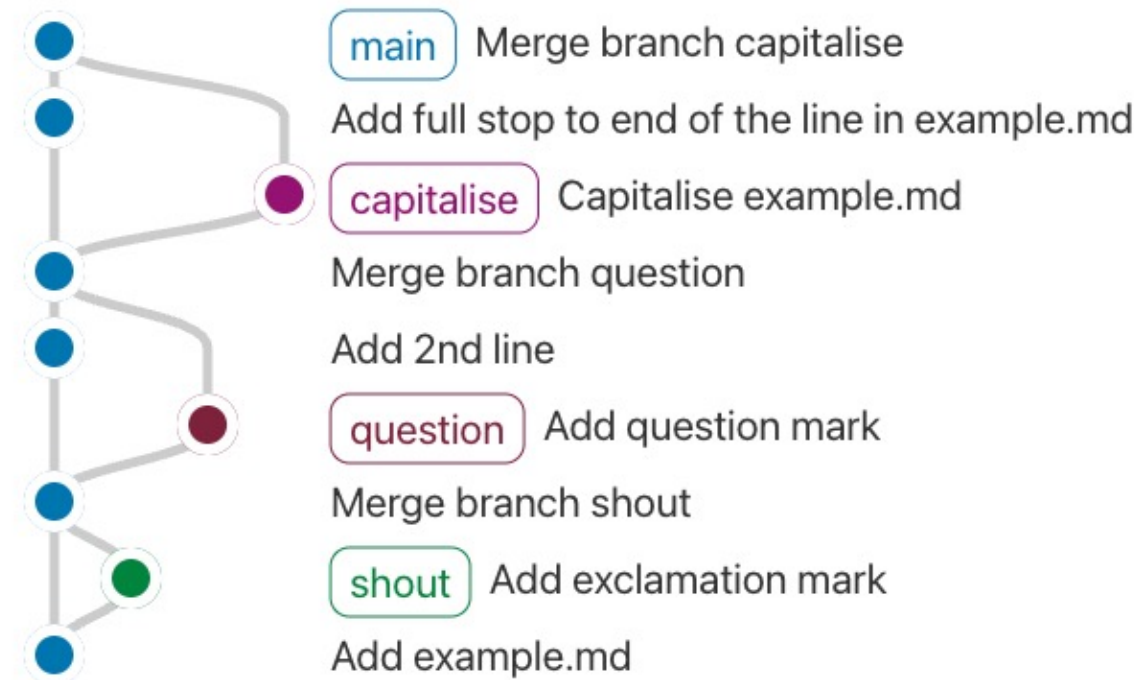 main Merge branch capitalise
Add full stop to end of the line in example.md
capitalise Capitalise example.md
Merge branch question
Add 2nd line
question Add question mark
Merge branch shout
shout Add exclamation mark
Add example.md